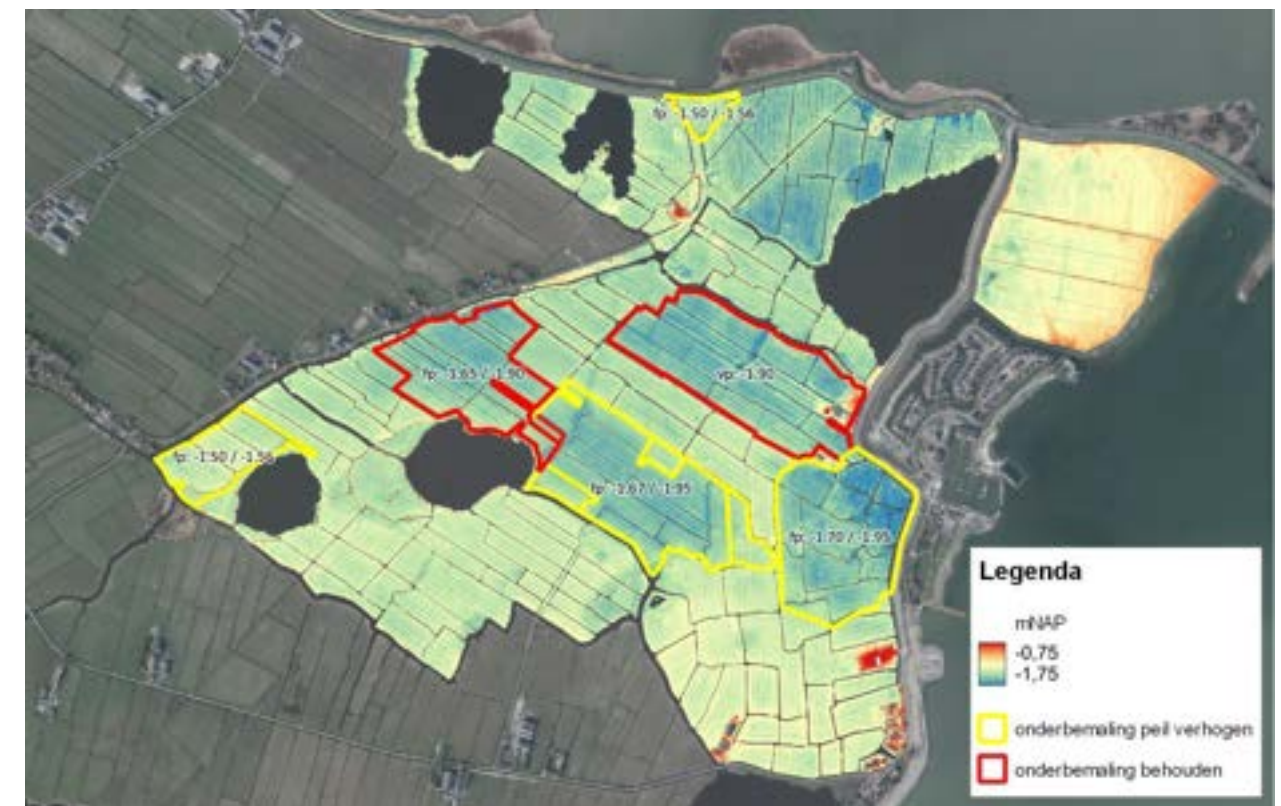 fp: -1.50 / -1.56
fp: -1.65 / -1.90
vp: -1.90
fp: -1.50 / -1.56
fp: -1.67 / -1.95
fp: -1.70 / -1.95
Legenda
mNAP
-0,75
-1,75
onderbemaling peil verhogen
onderbemaling behouden